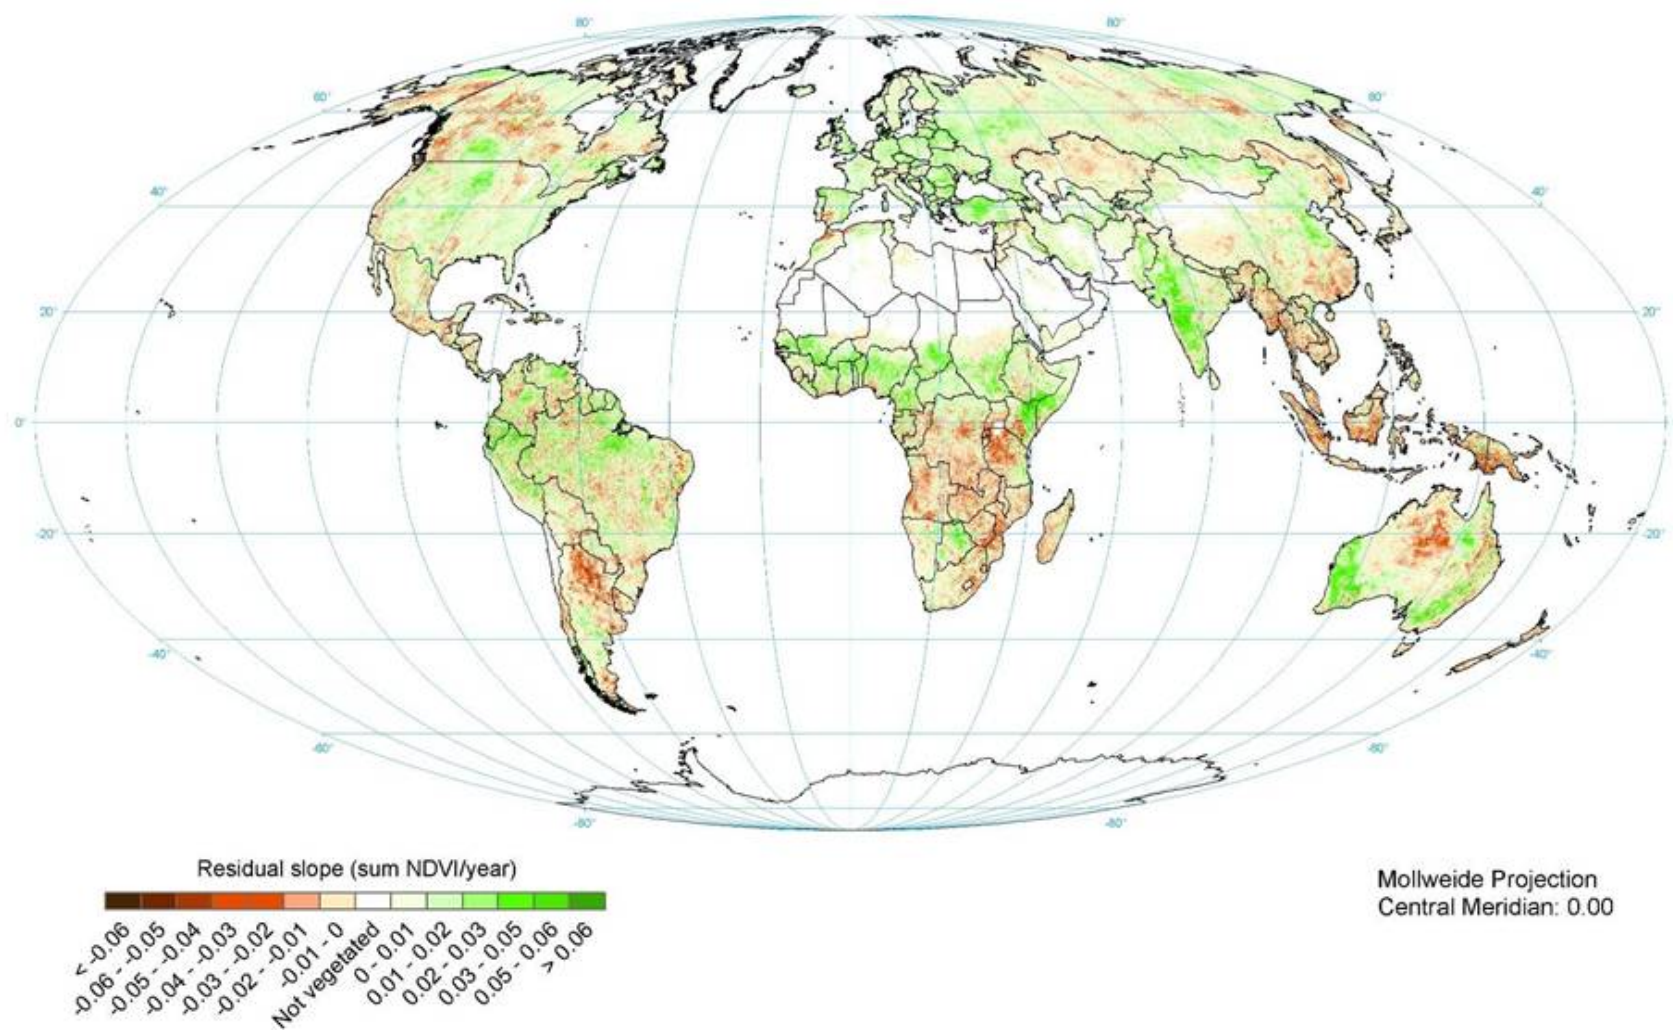 80° 80°
60° 60°
40° 40°
20° 20°
0° 0°
-20° -20°
-40° -40°
-60° -60°
-80° -80°
Residual slope (sum NDVI/year)
< -0.06
-0.06 - -0.05
-0.05 - -0.04
-0.04 - -0.03
-0.03 - -0.02
-0.02 - -0.01
-0.01 - 0
Not vegetated
0 - 0.01
0.01 - 0.02
0.02 - 0.03
0.03 - 0.05
0.05 - 0.06
> 0.06
Mollweide Projection
Central Meridian: 0.00